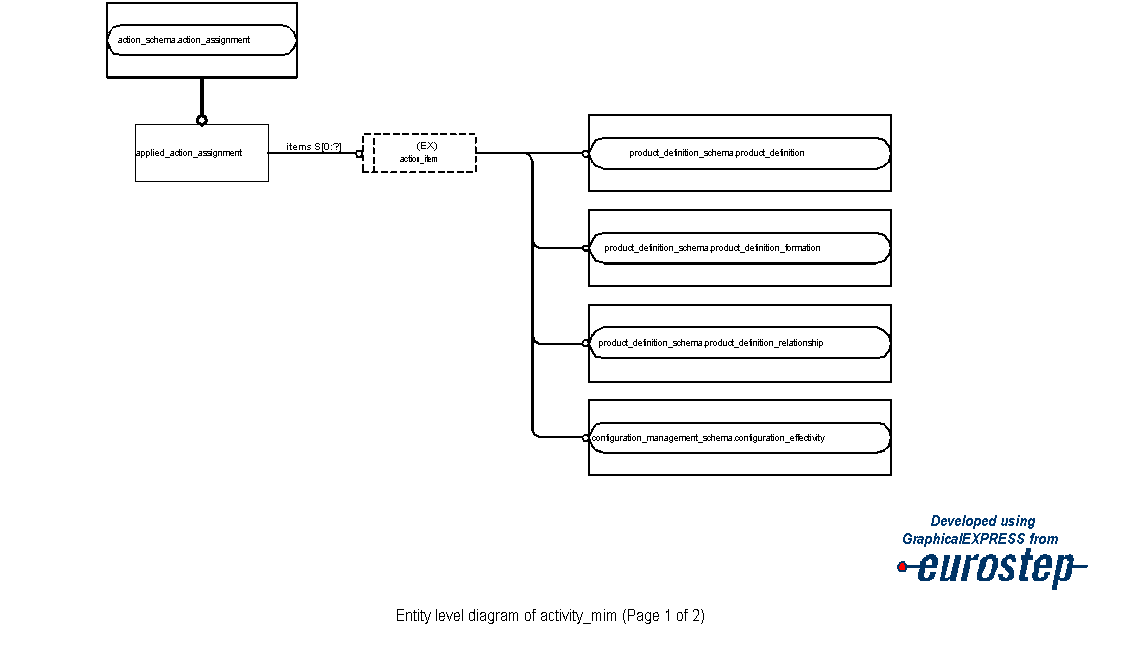 action_schema.action_assignment
applied_action_assignment
items S[0:?]
(EX)
action_item
product_definition_schema.product_definition
product_definition_schema.product_definition_formation
product_definition_schema.product_definition_relationship
configuration_management_schema.configuration_effectivity
Developed using
GraphicalEXPRESS from
eurostep
Entity level diagram of activity_mim (Page 1 of 2)